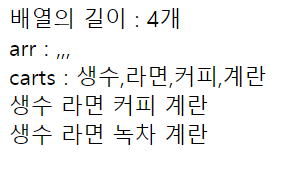 배열의 길이 : 4개
arr : ,,,
carts : 생수,라면,커피,계란
생수 라면 커피 계란
생수 라면 녹차 계란